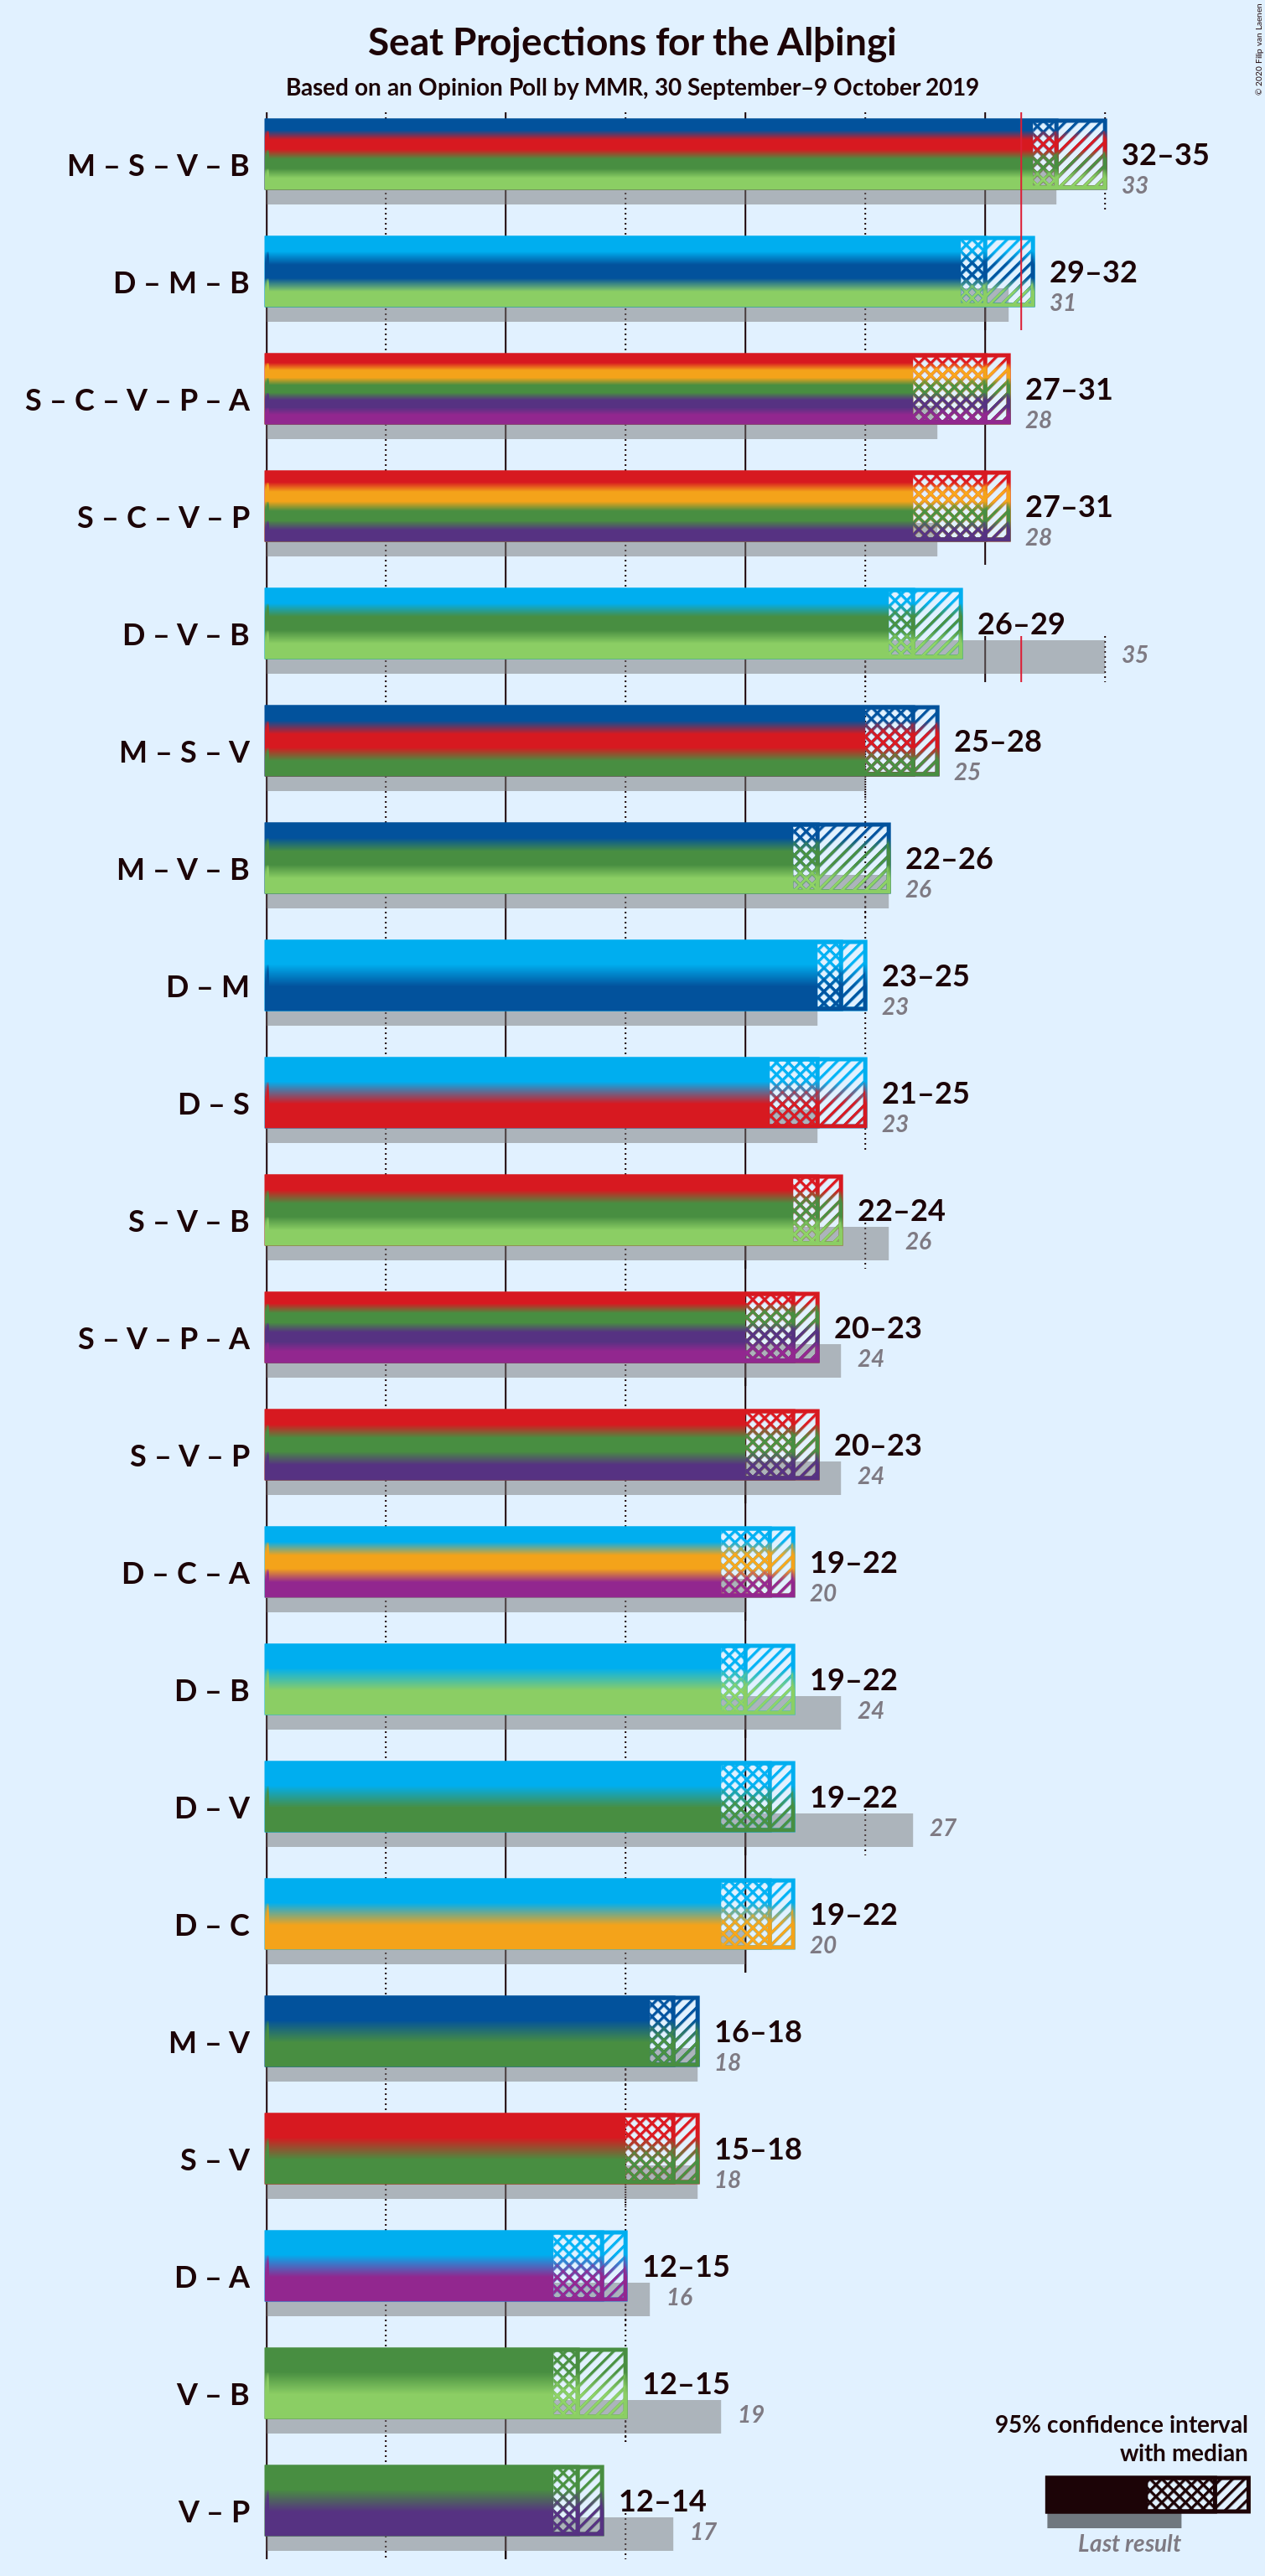 © 2020 Filip van Laenen
Seat Projections for the Alþingi
Based on an Opinion Poll by MMR, 30 September–9 October 2019
M – S – V – B
32–35
33
D – M – B
29–32
31
S – C – V – P – A
27–31
28
S – C – V – P
27–31
28
D – V – B
26–29
35
M – S – V
25–28
25
M – V – B
22–26
26
D – M
23–25
23
D – S
21–25
23
S – V – B
22–24
26
S – V – P – A
20–23
24
S – V – P
20–23
24
D – C – A
19–22
20
D – B
19–22
24
D – V
19–22
27
D – C
19–22
20
M – V
16–18
18
S – V
15–18
18
D – A
12–15
16
V – B
12–15
19
V – P
12–14
17
95% confidence interval
with median
Last result